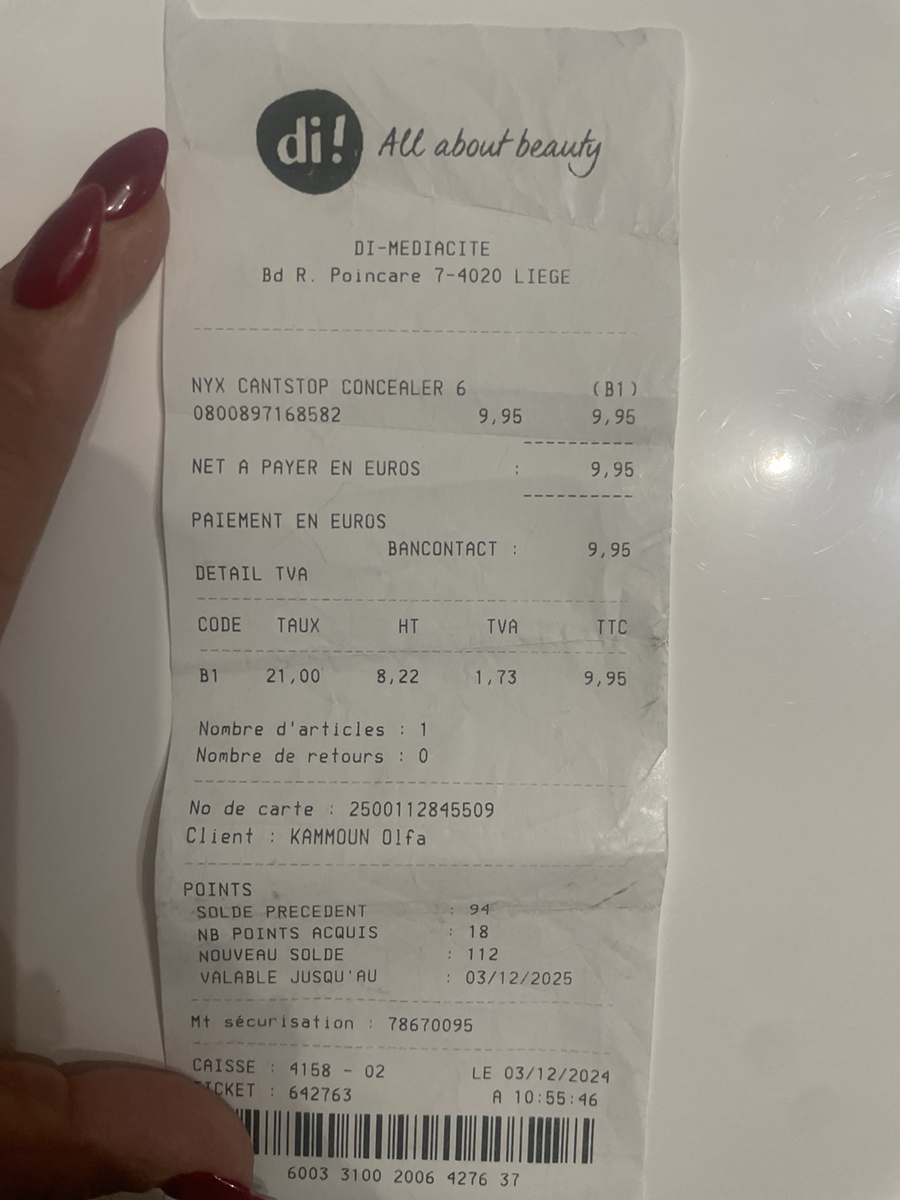 di! All about beauty
DI-MEDIACITE
Bd R. Poincare 7-4020 LIEGE
NYX CANTSTOP CONCEALER 6 (B1)
0800897168582 9,95 9,95
NET A PAYER EN EUROS : 9,95
PAIEMENT EN EUROS
BANCONTACT : 9,95
DETAIL TVA
CODE TAUX HT TVA TTC
B1 21,00 8,22 1,73 9,95
Nombre d'articles : 1
Nombre de retours : 0
No de carte : 2500112845509
Client : KAMMOUN Olfa
POINTS
SOLDE PRECEDENT : 94
NB POINTS ACQUIS : 18
NOUVEAU SOLDE : 112
VALABLE JUSQU'AU : 03/12/2025
Mt sécurisation : 78670095
CAISSE : 4158 - 02 LE 03/12/2024
ICKET : 642763 A 10:55:46
6003 3100 2006 4276 37